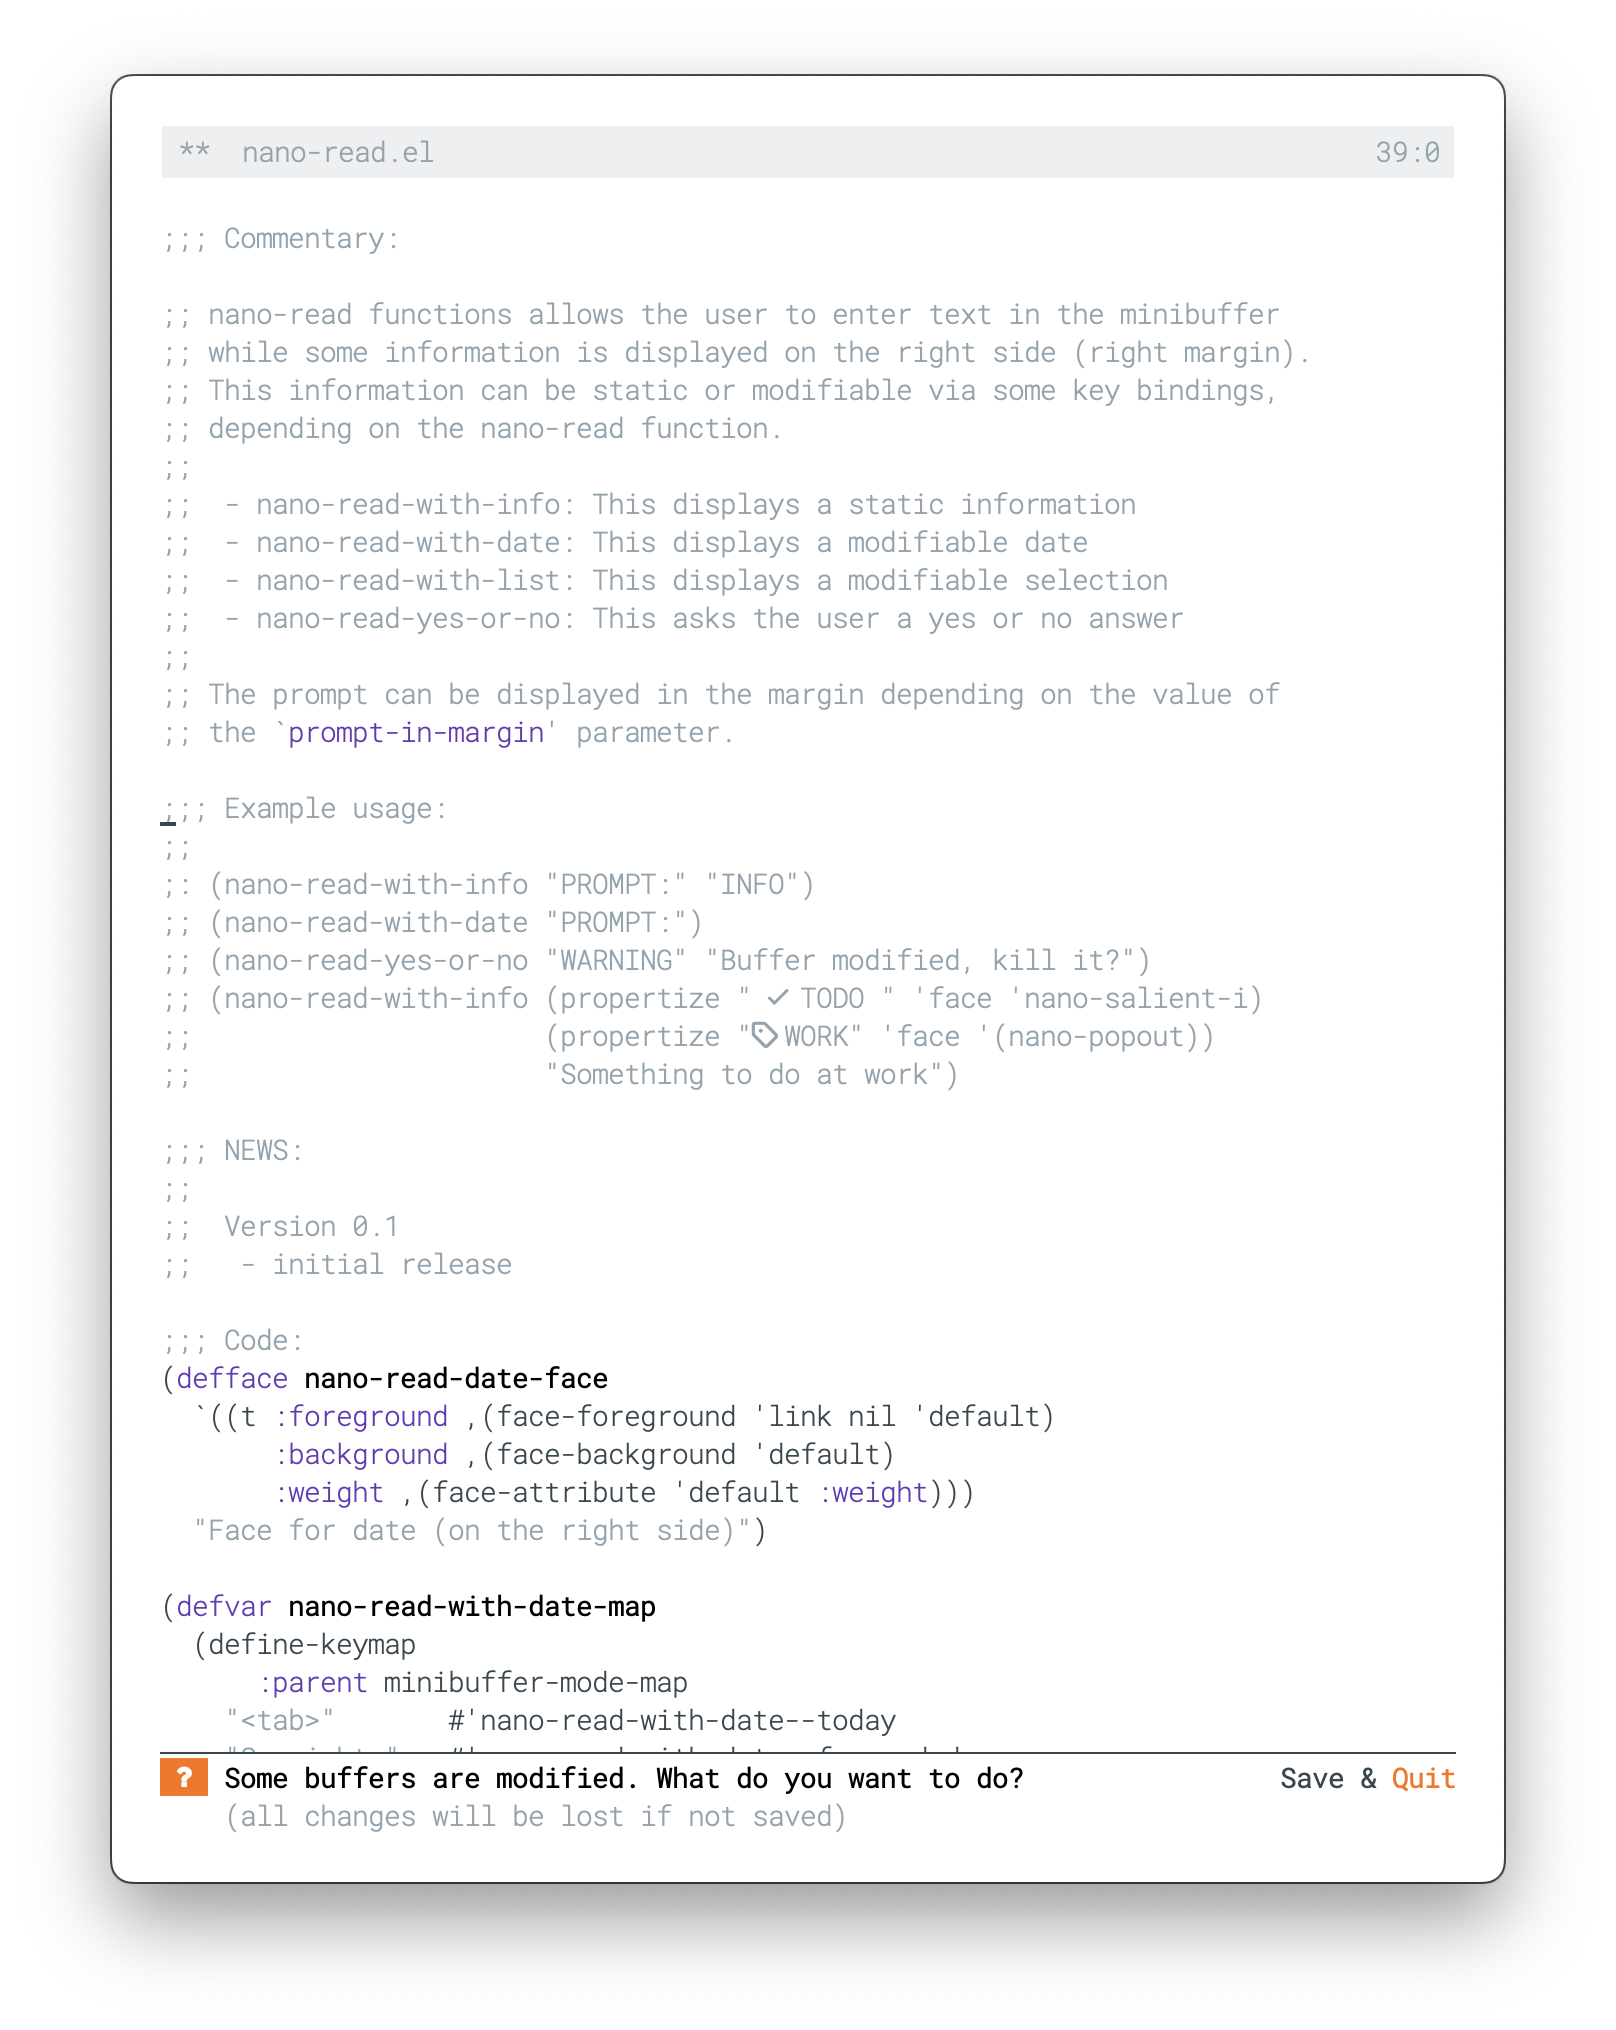 ** nano-read.el 39:0
;;; Commentary:
;; nano-read functions allows the user to enter text in the minibuffer
;; while some information is displayed on the right side (right margin).
;; This information can be static or modifiable via some key bindings,
;; depending on the nano-read function.
;;
;;  - nano-read-with-info: This displays a static information
;;  - nano-read-with-date: This displays a modifiable date
;;  - nano-read-with-list: This displays a modifiable selection
;;  - nano-read-yes-or-no: This asks the user a yes or no answer
;;
;; The prompt can be displayed in the margin depending on the value of
;; the `prompt-in-margin' parameter.
;;; Example usage:
;;
;: (nano-read-with-info "PROMPT:" "INFO")
;; (nano-read-with-date "PROMPT:")
;; (nano-read-yes-or-no "WARNING" "Buffer modified, kill it?")
;; (nano-read-with-info (propertize " ✓ TODO " 'face 'nano-salient-i)
;;                      (propertize " WORK" 'face '(nano-popout))
;;                      "Something to do at work")
;;; NEWS:
;;
;;  Version 0.1
;;   - initial release
;;; Code:
(defface nano-read-date-face
  `((t :foreground ,(face-foreground 'link nil 'default)
       :background ,(face-background 'default)
       :weight ,(face-attribute 'default :weight)))
  "Face for date (on the right side)")
(defvar nano-read-with-date-map
  (define-keymap
      :parent minibuffer-mode-map
    "<tab>"       #'nano-read-with-date--today
? Some buffers are modified. What do you want to do? Save & Quit
(all changes will be lost if not saved)